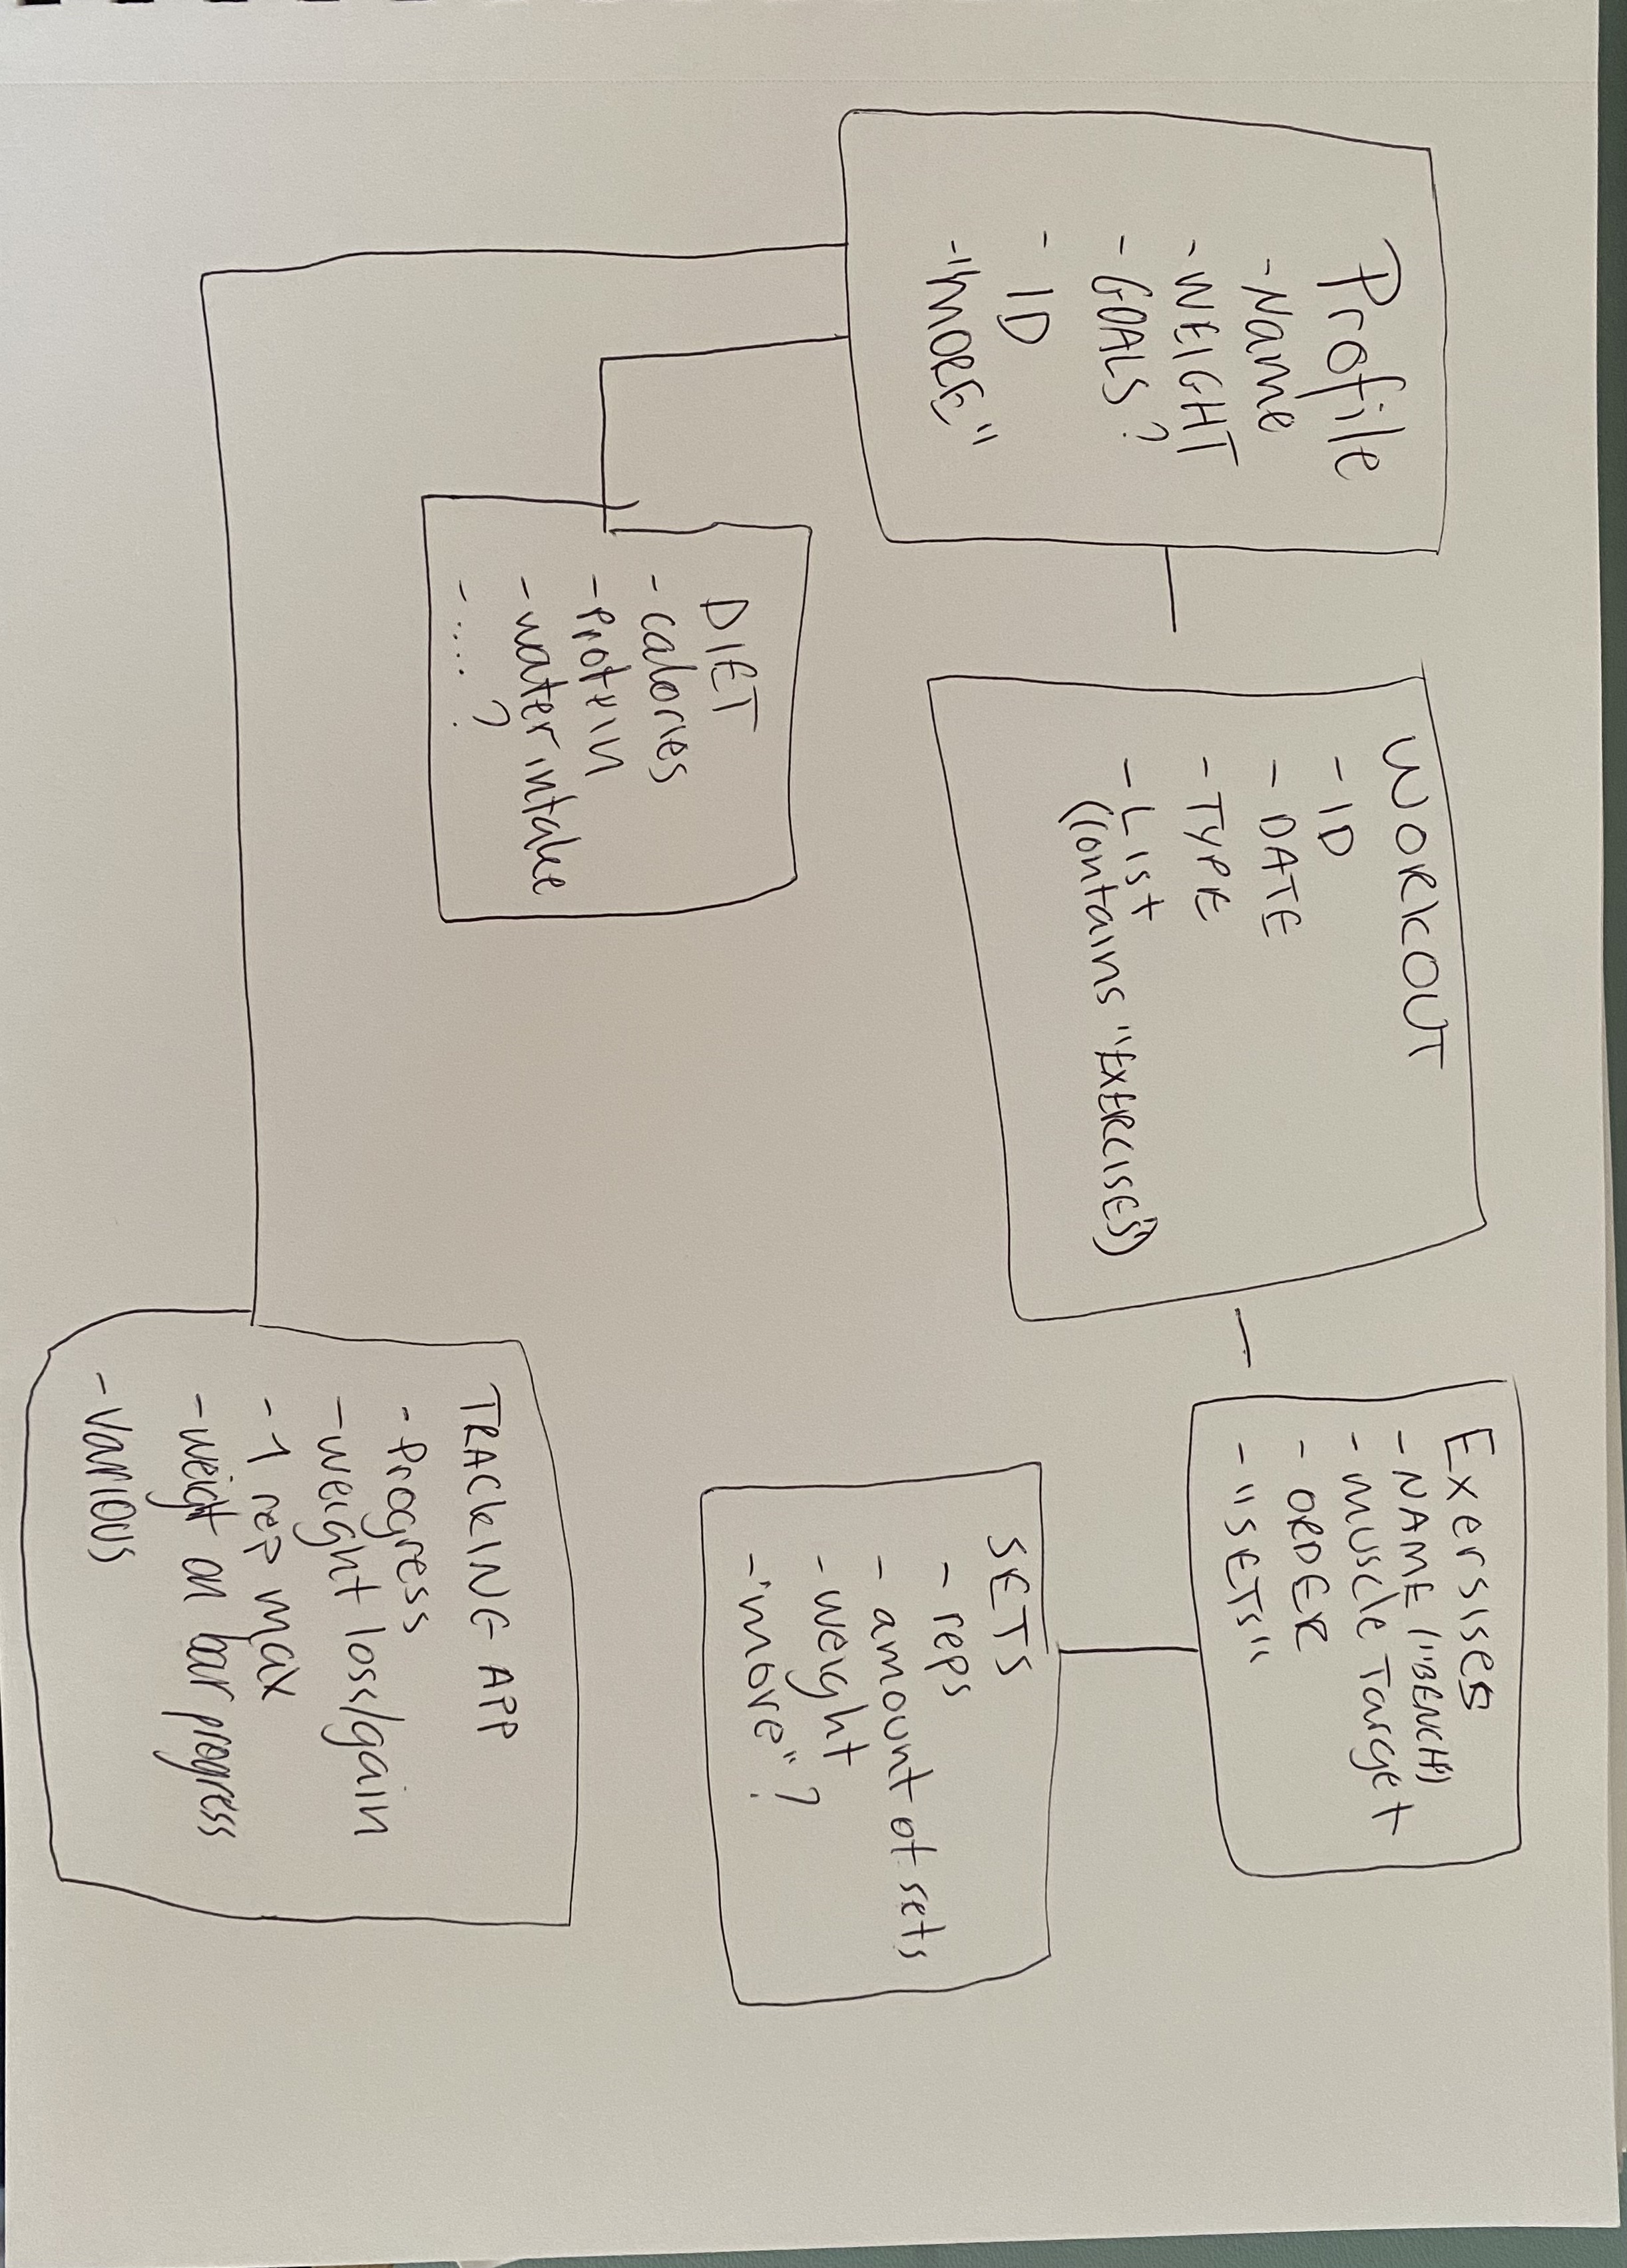 Profile
- Name
- WEIGHT
- GOALS?
- ID
- "MORE"
WORKOUT
- ID
- DATE
- TYPE
- List
(contains "EXERCISES")
Exersises
- NAME ("BENCH")
- muscle Target
- ORDER
- "SETS"
SETS
- reps
- amount of sets
- weight
- "more"?
DIET
- calories
- Protein
- water intake
- ....?
TRACKING APP
- Progress
- weight loss/gain
- 1 rep max
- weight on bar progress
- Various